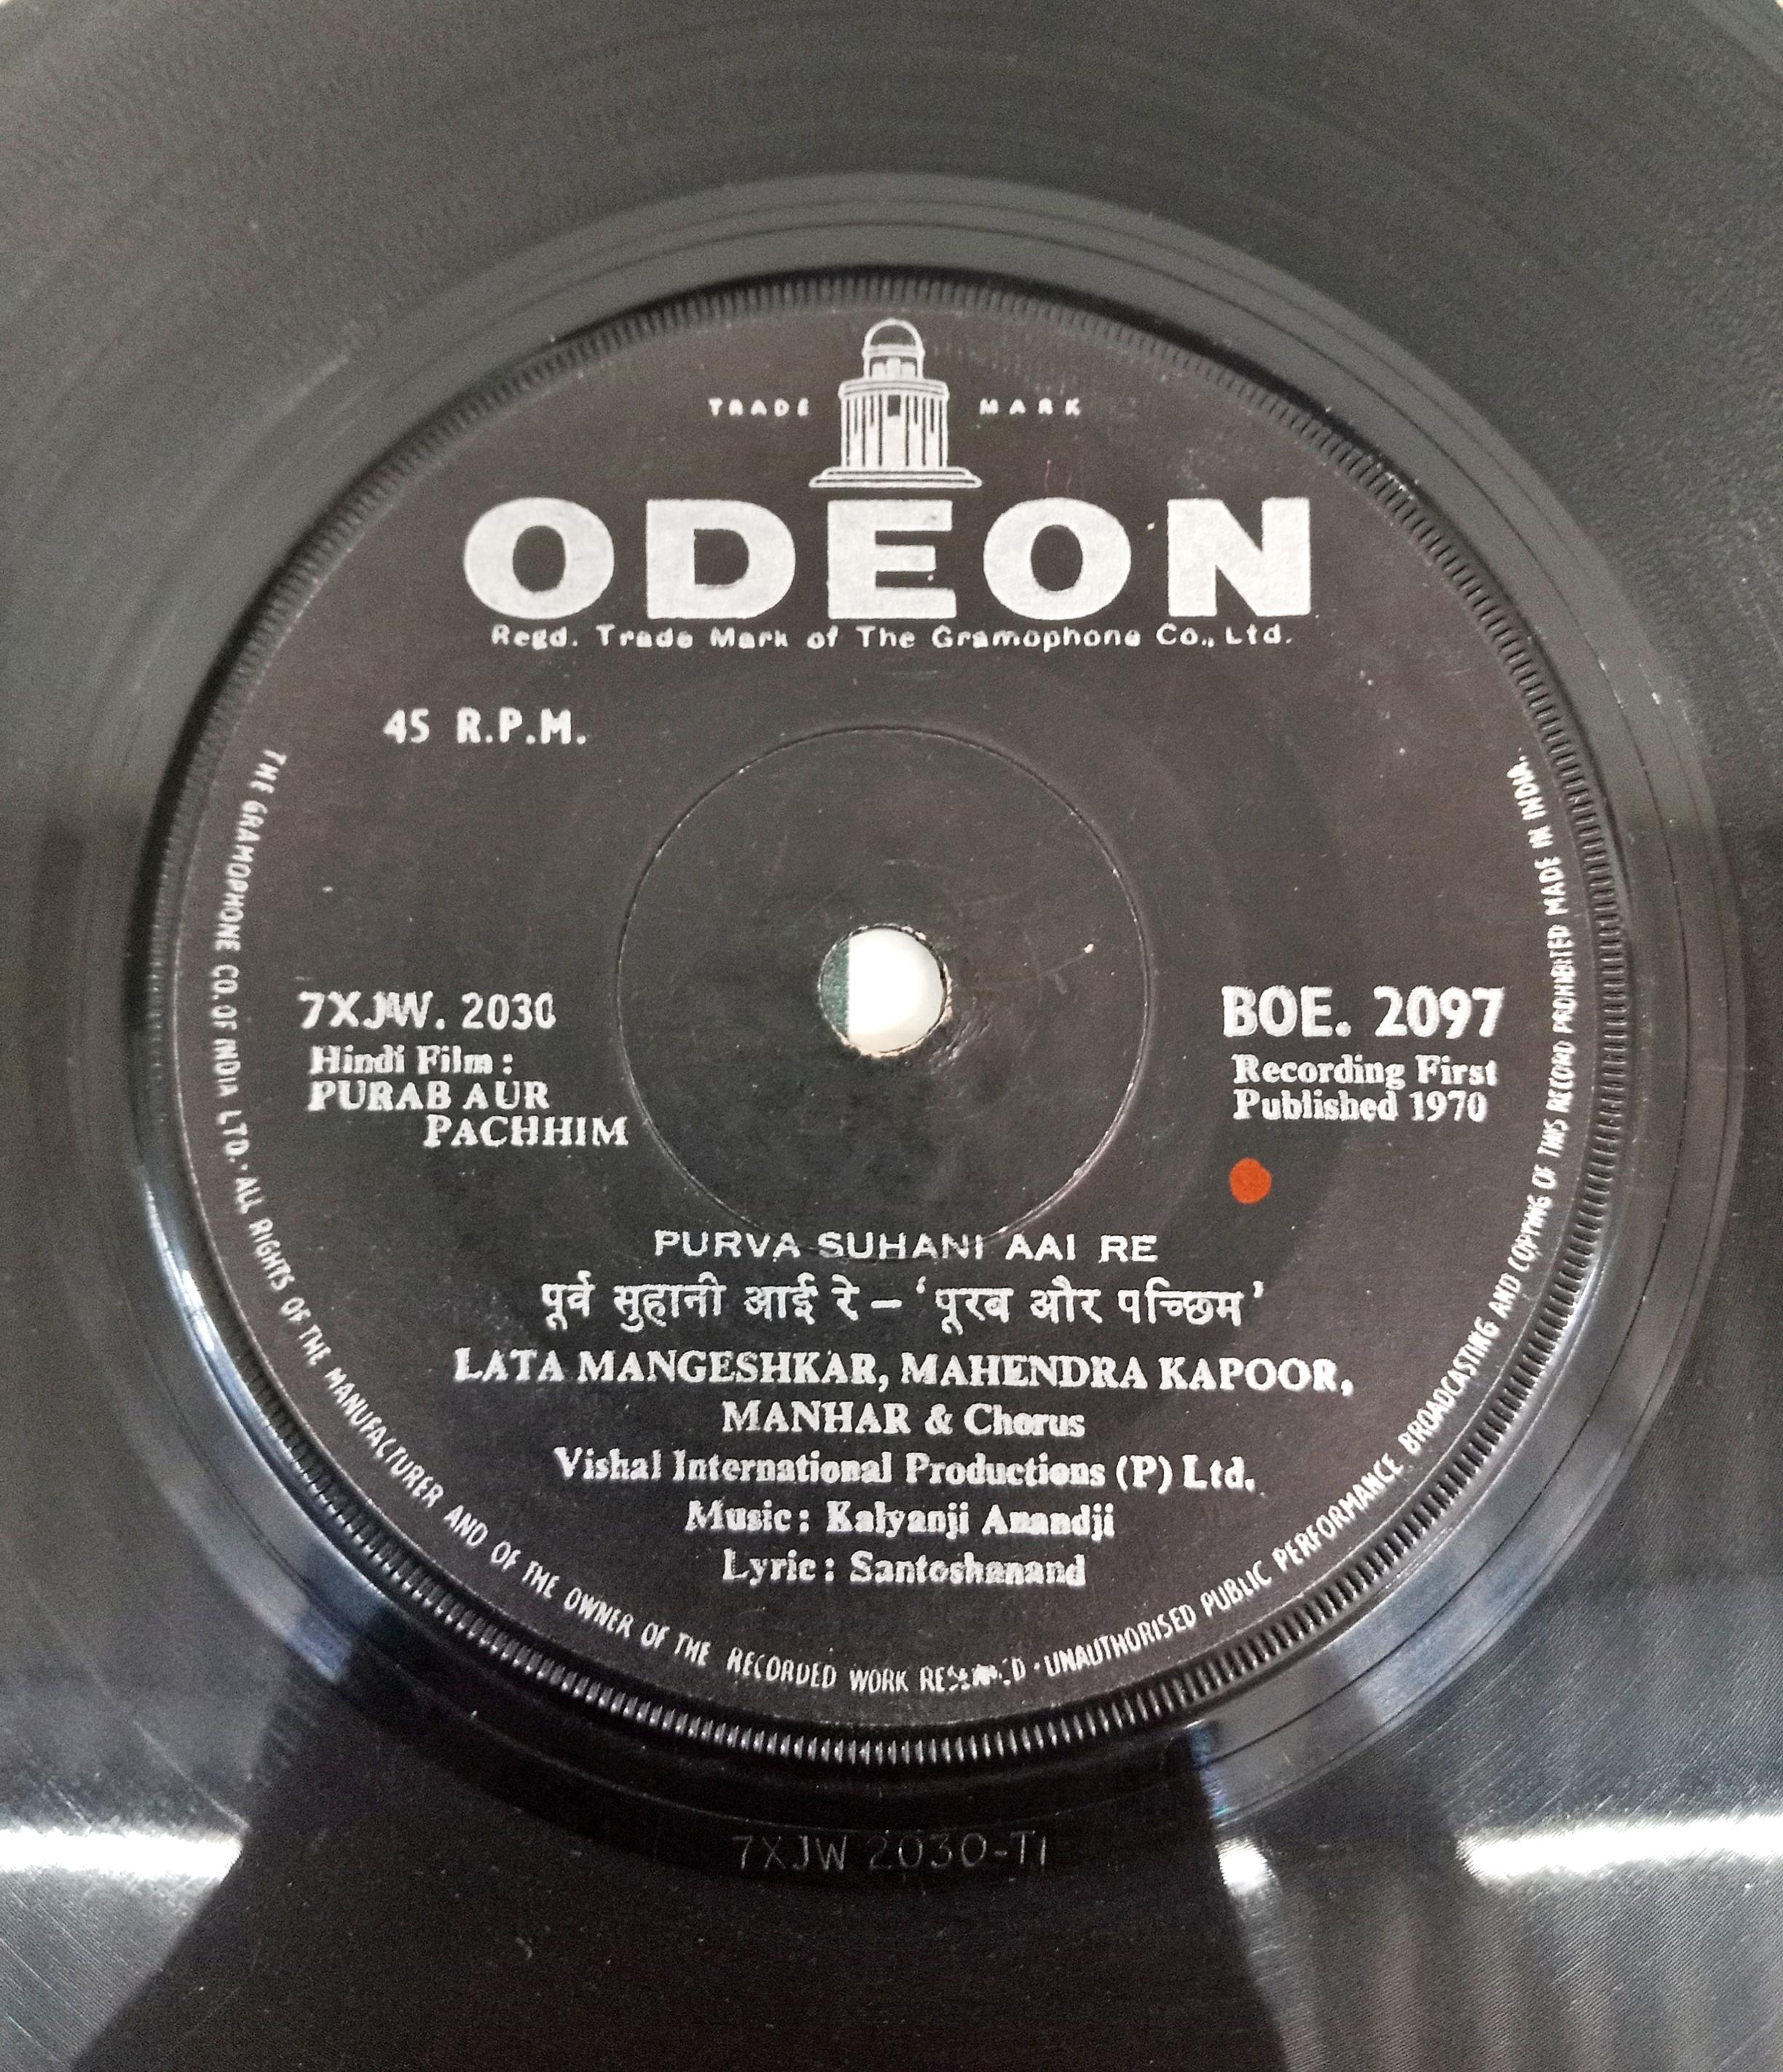 TRADE MARK
ODEON
Regd. Trade Mark of The Gramophone Co., Ltd.
45 R.P.M.
7XJW. 2030
Hindi Film :
PURAB AUR
PACHHIM
BOE. 2097
Recording First
Published 1970
PURVA SUHANI AAI RE
पूर्व सुहानी आई रे – ‘पूरब और पच्छिम’
LATA MANGESHKAR, MAHENDRA KAPOOR,
MANHAR & Chorus
Vishal International Productions (P) Ltd.
Music : Kalyanji Anandji
Lyric : Santoshanand
THE GRAMOPHONE CO. OF INDIA LTD. · ALL RIGHTS OF THE MANUFACTURER AND OF THE OWNER OF THE RECORDED WORK RESERVED · UNAUTHORISED PUBLIC PERFORMANCE BROADCASTING AND COPYING OF THIS RECORD PROHIBITED MADE IN INDIA.
7XJW 2030-T1